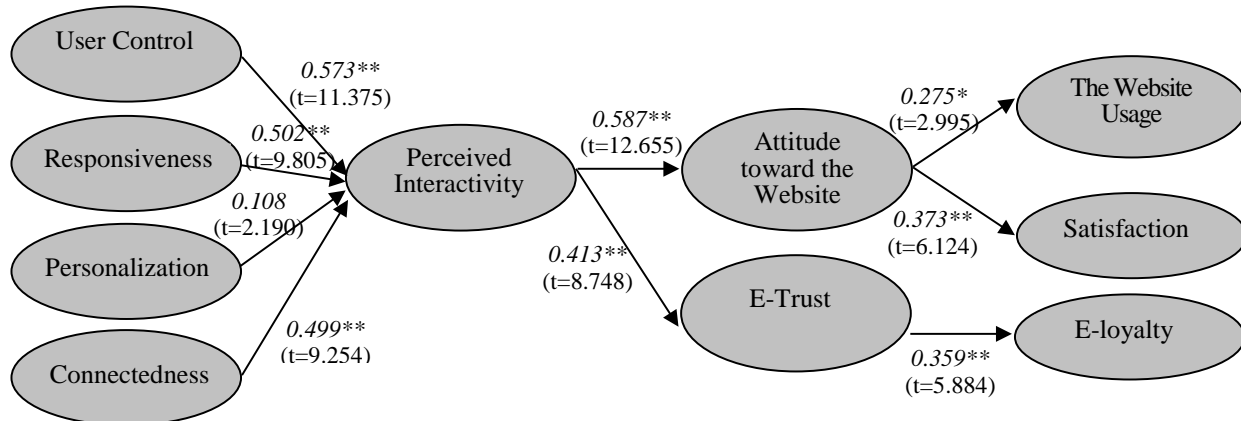 User Control
0.573**
(t=11.375)
Responsiveness
0.502**
(t=9.805)
Personalization
0.108
(t=2.190)
Connectedness
0.499**
(t=9.254)
Perceived
Interactivity
0.587**
(t=12.655)
0.413**
(t=8.748)
Attitude
toward the
Website
E-Trust
0.275*
(t=2.995)
0.373**
(t=6.124)
0.359**
(t=5.884)
The Website
Usage
Satisfaction
E-loyalty